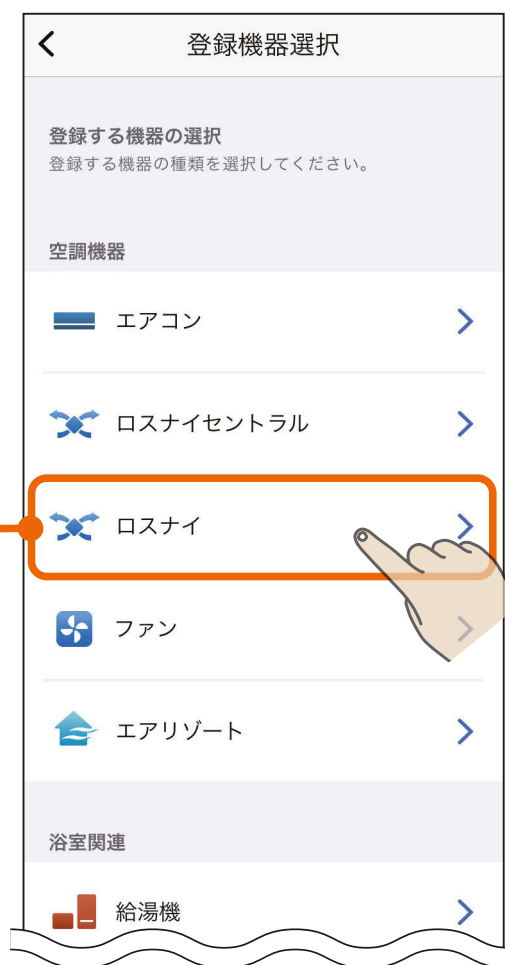 登録機器選択
登録する機器の選択
登録する機器の種類を選択してください。
空調機器
エアコン
ロスナイセントラル
ロスナイ
ファン
エアリゾート
浴室関連
給湯機